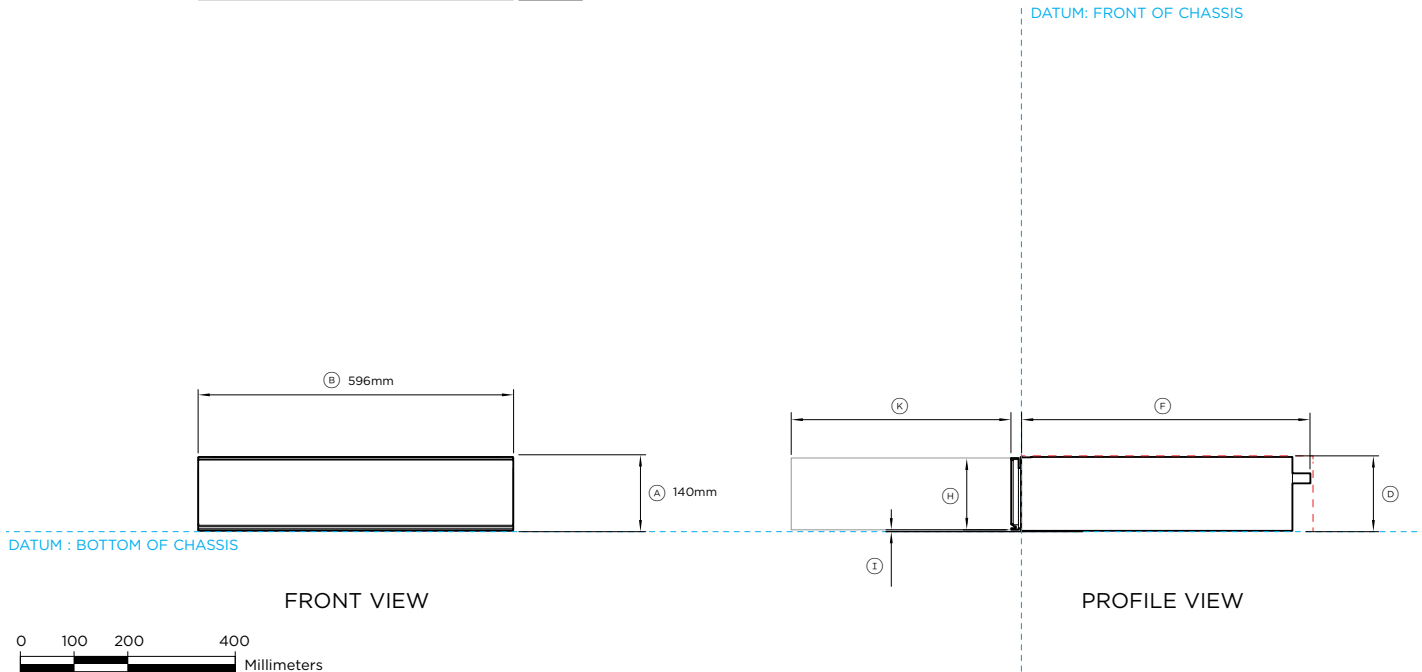 DATUM: FRONT OF CHASSIS
B 596mm
K
F
A 140mm
H
D
DATUM : BOTTOM OF CHASSIS
I
FRONT VIEW
PROFILE VIEW
0 100 200 400
Millimeters